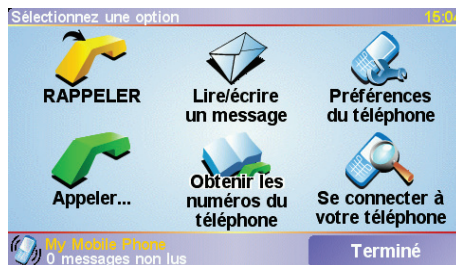 Sélectionnez une option
15:04
RAPPELER
Lire/écrire
un message
Préférences
du téléphone
Appeler...
Obtenir les
numéros du
téléphone
Se connecter à
votre téléphone
My Mobile Phone
0 messages non lus
Terminé